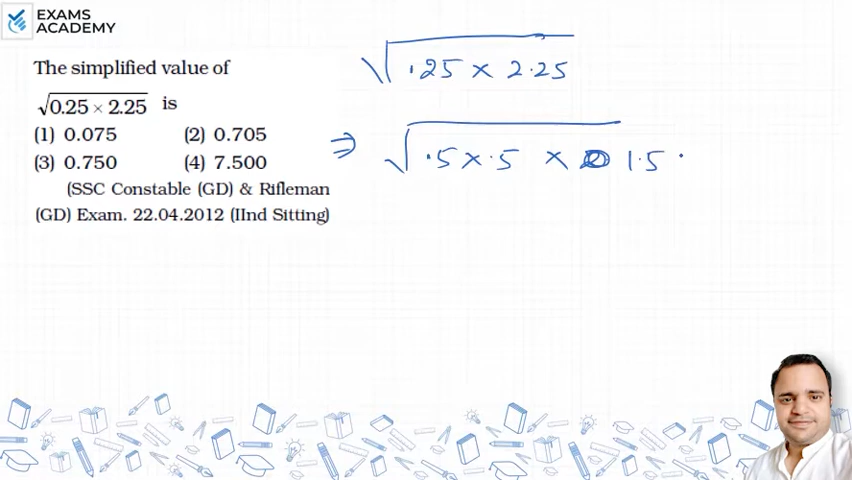 EXAMS
ACADEMY
The simplified value of
√0.25 × 2.25 is
(1) 0.075 (2) 0.705
(3) 0.750 (4) 7.500
(SSC Constable (GD) & Rifleman
(GD) Exam. 22.04.2012 (IInd Sitting)
√.25 × 2.25
⇒ √.5 × .5 × 1.5 .